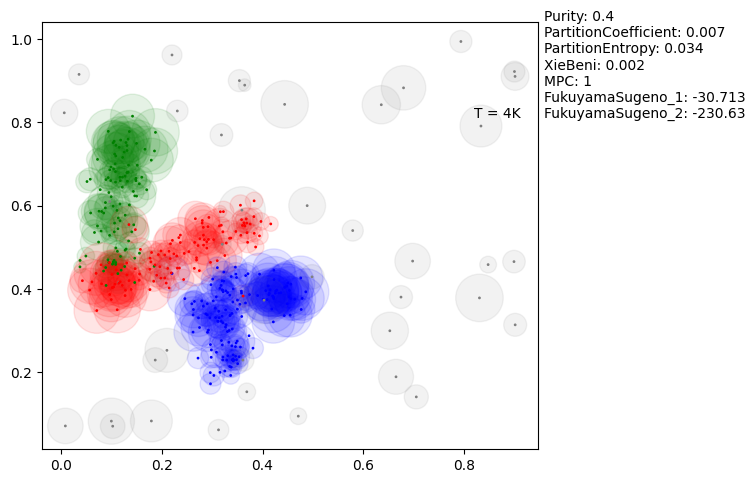 Purity: 0.4
PartitionCoefficient: 0.007
PartitionEntropy: 0.034
XieBeni: 0.002
MPC: 1
FukuyamaSugeno_1: -30.713
FukuyamaSugeno_2: -230.63
T = 4K
1.0
0.8
0.6
0.4
0.2
0.0
0.2
0.4
0.6
0.8